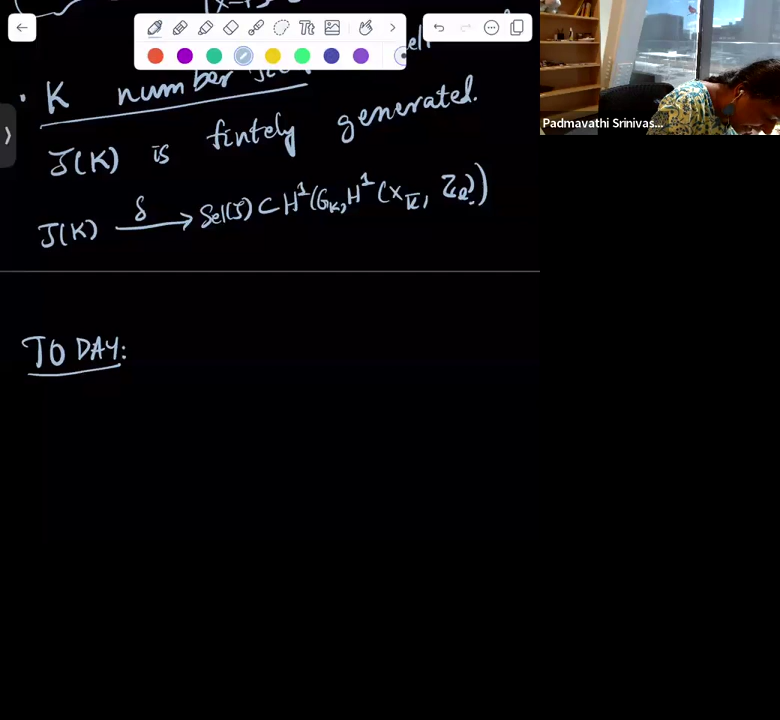 Padmavathi Srinivas...
· K number
J(K) is fintely generated.
J(K) δ→ Sel(J) ⊂ H¹(G_K, H¹(X_K̄, ℤ_ℓ))
TODAY: